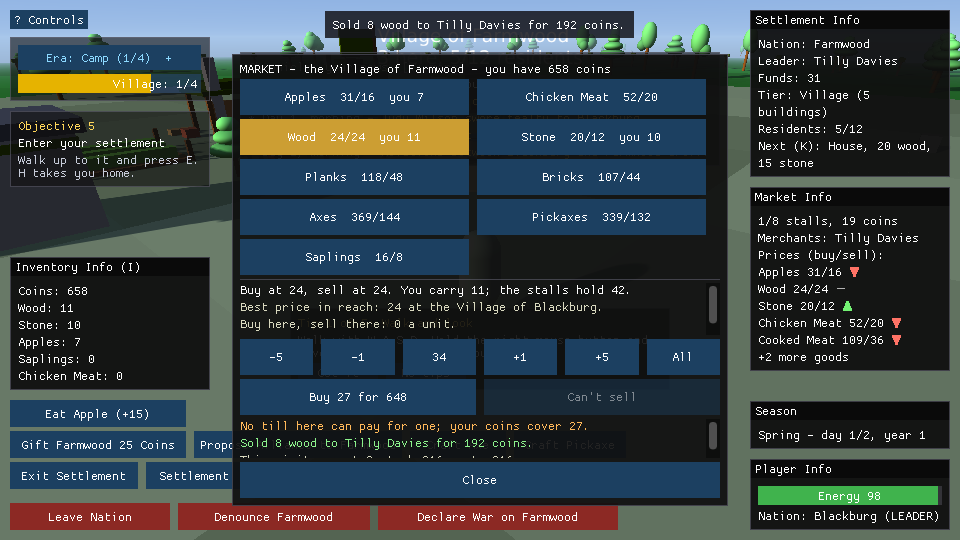 ? Controls
Sold 8 wood to Tilly Davies for 192 coins.
Era: Camp (1/4) +
Village: 1/4
Objective 5
Enter your settlement
Walk up to it and press E.
H takes you home.
MARKET - the Village of Farmwood - you have 658 coins
Apples 31/16 you 7
Chicken Meat 52/20
Wood 24/24 you 11
Stone 20/12 you 10
Planks 118/48
Bricks 107/44
Axes 369/144
Pickaxes 339/132
Saplings 16/8
Buy at 24, sell at 24. You carry 11; the stalls hold 42.
Best price in reach: 24 at the Village of Blackburg.
Buy here, sell there: 0 a unit.
-5
-1
34
+1
+5
All
Buy 27 for 648
Can't sell
No till here can pay for one; your coins cover 27.
Sold 8 wood to Tilly Davies for 192 coins.
Close
Inventory Info (I)
Coins: 658
Wood: 11
Stone: 10
Apples: 7
Saplings: 0
Chicken Meat: 0
Eat Apple (+15)
Gift Farmwood 25 Coins
Propo
Exit Settlement
Settlement
Leave Nation
Denounce Farmwood
Declare War on Farmwood
Settlement Info
Nation: Farmwood
Leader: Tilly Davies
Funds: 31
Tier: Village (5
buildings)
Residents: 5/12
Next (K): House, 20 wood,
15 stone
Market Info
1/8 stalls, 19 coins
Merchants: Tilly Davies
Prices (buy/sell):
Apples 31/16 ▼
Wood 24/24 —
Stone 20/12 ▲
Chicken Meat 52/20 ▼
Cooked Meat 109/36 ▼
+2 more goods
Season
Spring - day 1/2, year 1
Player Info
Energy 98
Nation: Blackburg (LEADER)